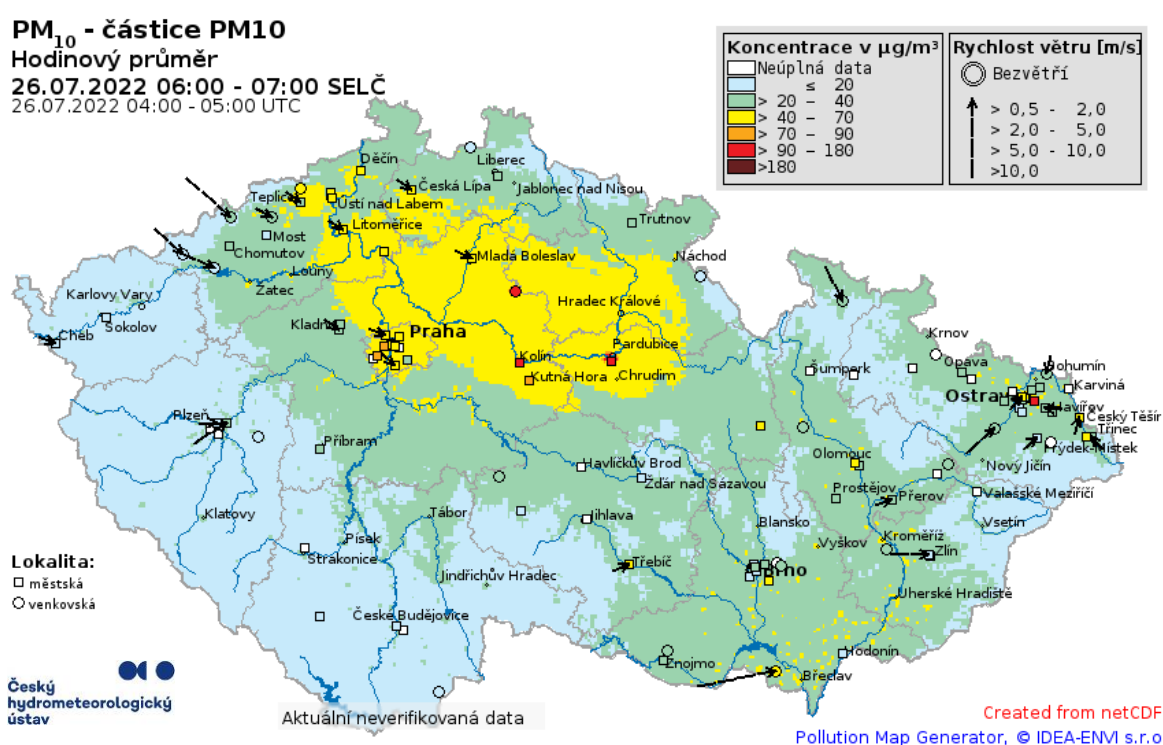 PM10 - částice PM10
Hodinový průměr
26.07.2022 06:00 - 07:00 SELČ
26.07.2022 04:00 - 05:00 UTC
Koncentrace v µg/m³
Neúplná data
≤ 20
> 20 – 40
> 40 – 70
> 70 – 90
> 90 – 180
>180
Rychlost větru [m/s]
Bezvětří
> 0,5 - 2,0
> 2,0 - 5,0
> 5,0 - 10,0
>10,0
Děčín
Liberec
Teplice
Česká Lípa
Jablonec nad Nisou
Ústí nad Labem
Trutnov
Litoměřice
Most
Chomutov
Mladá Boleslav
Náchod
Louny
Žatec
Karlovy Vary
Hradec Králové
Sokolov
Kladno
Praha
Cheb
Krnov
Pardubice
Kolín
Opava
Bohumín
Šumperk
Kutná Hora
Chrudim
Karviná
Ostrava
Havířov
Plzeň
Český Těšín
Třinec
Příbram
Frýdek-Místek
Olomouc
Havlíčkův Brod
Nový Jičín
Žďár nad Sázavou
Prostějov
Přerov
Valašské Meziříčí
Klatovy
Tábor
Jihlava
Blansko
Vsetín
Písek
Vyškov
Kroměříž
Zlín
Strakonice
Třebíč
Brno
Jindřichův Hradec
Uherské Hradiště
České Budějovice
Hodonín
Znojmo
Břeclav
Lokalita:
městská
venkovská
Český
hydrometeorologický
ústav
Aktuální neverifikovaná data
Created from netCDF
Pollution Map Generator, © IDEA-ENVI s.r.o